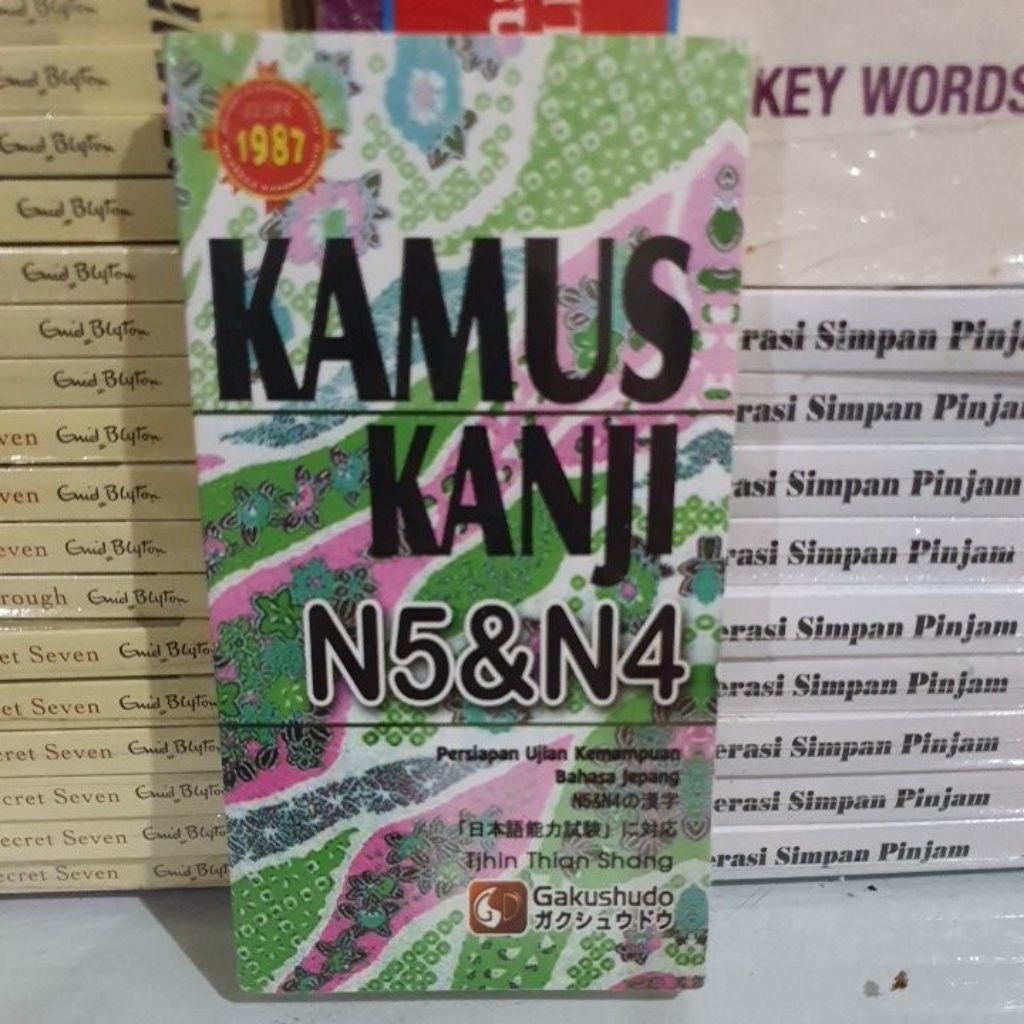 1987
KAMUS
KANJI
N5&N4
Persiapan Ujian Kemampuan
Bahasa Jepang
N5&N4の漢字
「日本語能力試験」に対応
Tjhin Thian Shang
GD
Gakushudo
ガクシュウドウ
KEY WORDS
Enid Blyton
Enid Blyton
Enid Blyton
Enid Blyton
Enid Blyton
Enid Blyton
Enid Blyton
ven Enid Blyton
ven Enid Blyton
even Enid Blyton
rough Enid Blyton
et Seven Enid Blyton
et Seven Enid Blyton
ecret Seven Enid Blyton
cret Seven Enid Blyton
ecret Seven Enid Blyton
ecret Seven Enid Blyton
rasi Simpan Pinja
rasi Simpan Pinjam
asi Simpan Pinjam
rasi Simpan Pinjam
erasi Simpan Pinjam
erasi Simpan Pinjam
erasi Simpan Pinjam
erasi Simpan Pinjam
erasi Simpan Pinjam